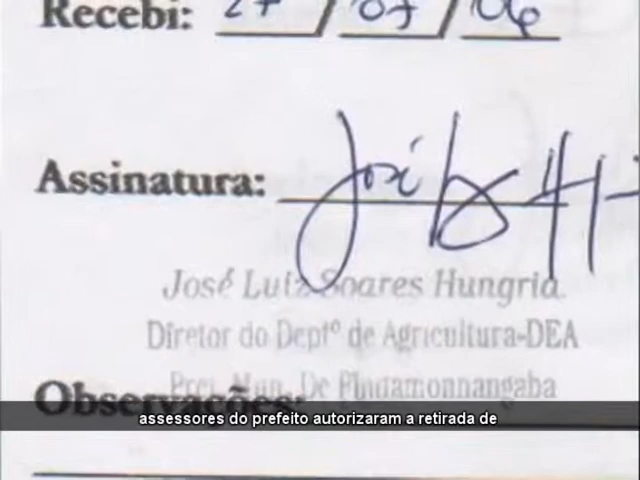 Recebi: 27 / 07 / 06
Assinatura:
José Luiz Soares Hungria
Diretor do Deptº de Agricultura-DEA
Pref. Mun. De Pindamonnangaba
Observações:
assessores do prefeito autorizaram a retirada de